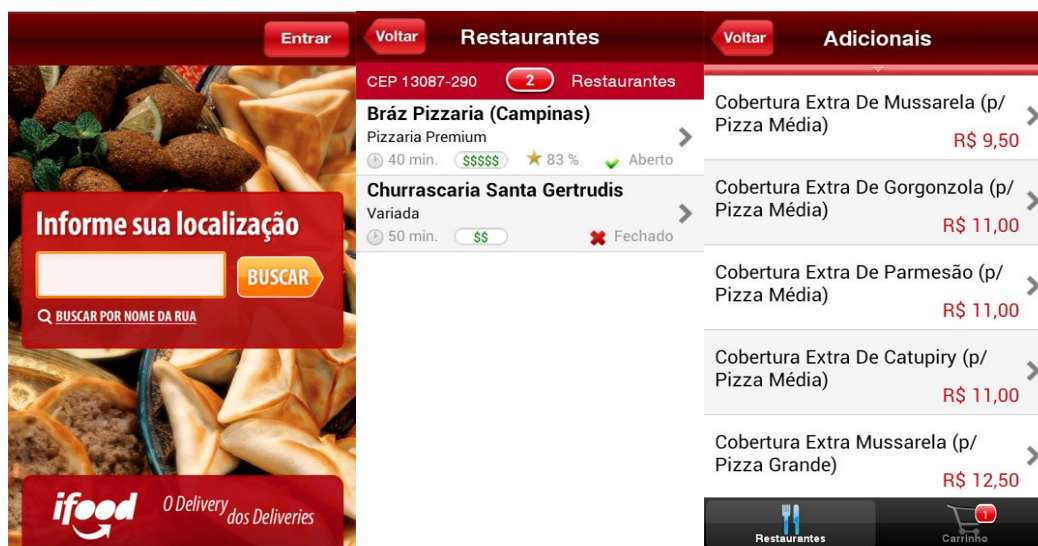 Entrar
Informe sua localização
BUSCAR
BUSCAR POR NOME DA RUA
ifood
O Delivery
dos Deliveries
Voltar
Restaurantes
CEP 13087-290
2
Restaurantes
Bráz Pizzaria (Campinas)
Pizzaria Premium
40 min. $$$$$ 83 % Aberto
Churrascaria Santa Gertrudis
Variada
50 min. $$ Fechado
Voltar
Adicionais
Cobertura Extra De Mussarela (p/
Pizza Média)
R$ 9,50
Cobertura Extra De Gorgonzola (p/
Pizza Média)
R$ 11,00
Cobertura Extra De Parmesão (p/
Pizza Média)
R$ 11,00
Cobertura Extra De Catupiry (p/
Pizza Média)
R$ 11,00
Cobertura Extra Mussarela (p/
Pizza Grande)
R$ 12,50
Restaurantes
1
Carrinho